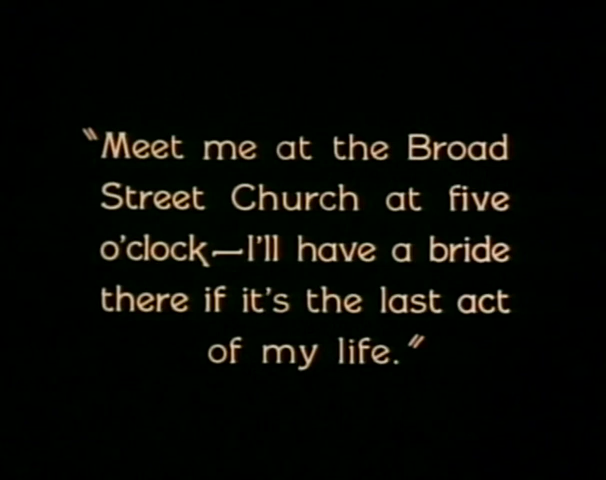 "Meet me at the Broad
Street Church at five
o'clock—I'll have a bride
there if it's the last act
of my life."